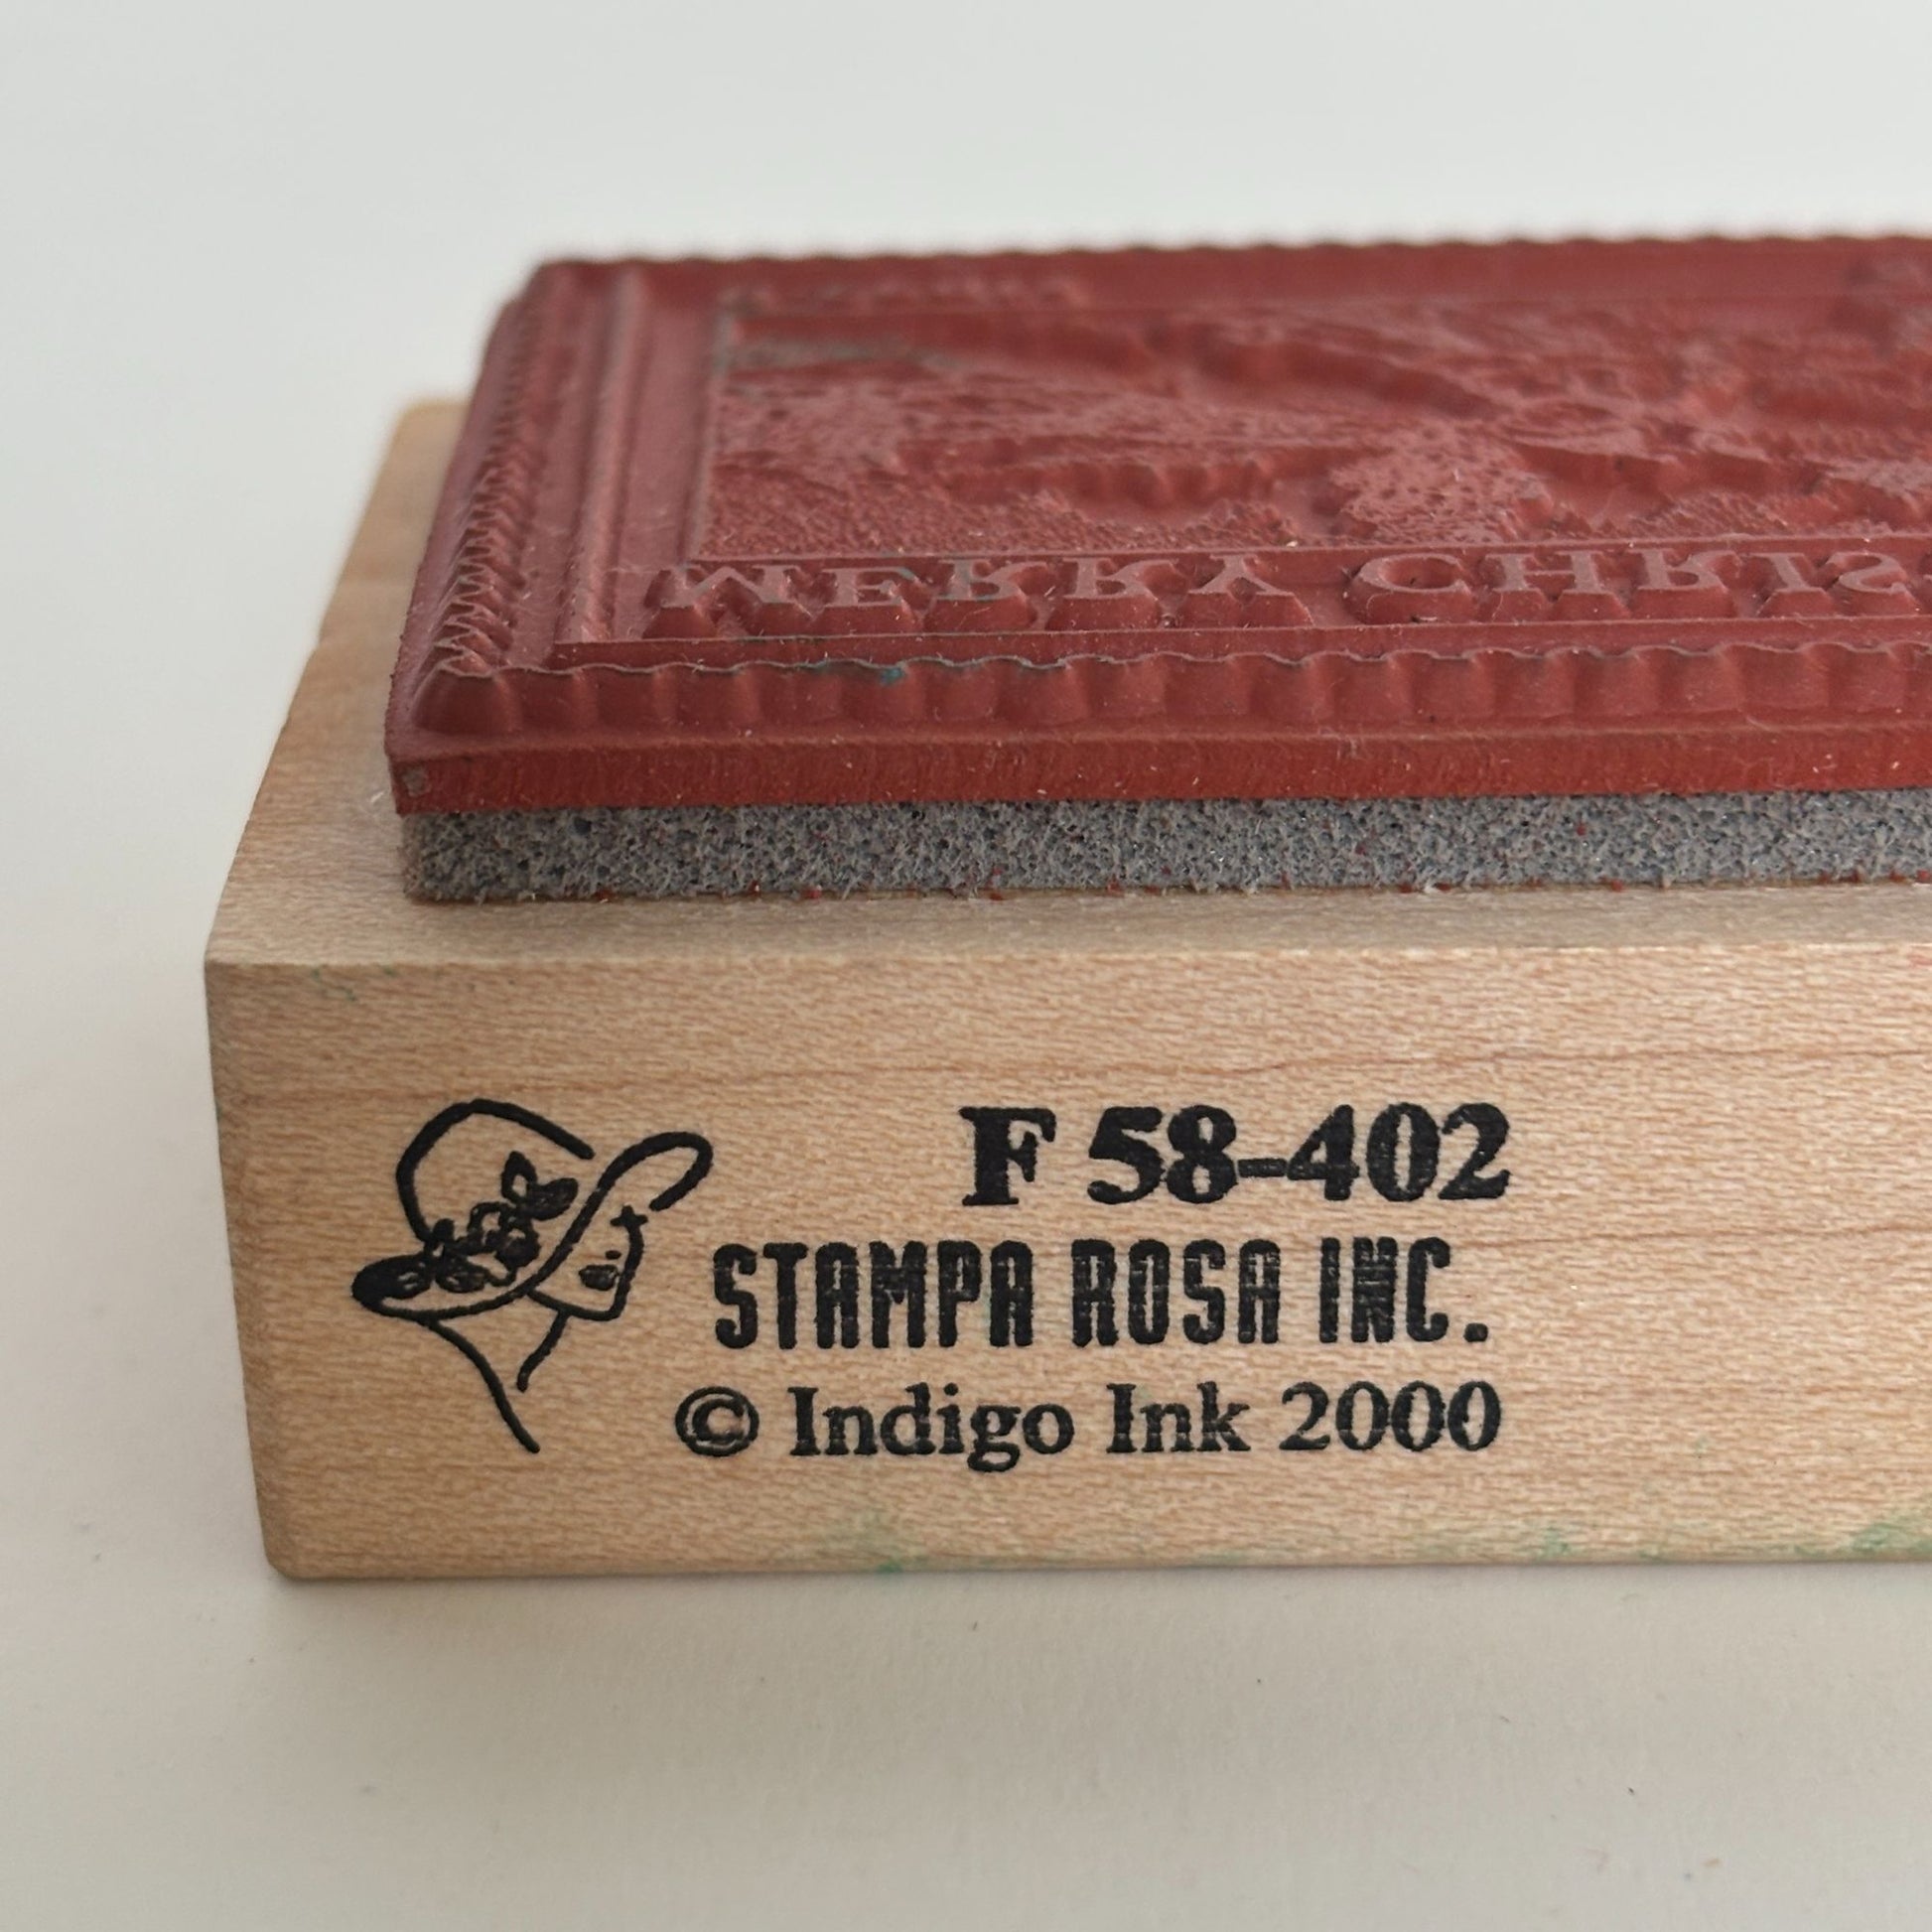 MERRY CHRIS
F 58-402
STAMPA ROSA INC.
© Indigo Ink 2000